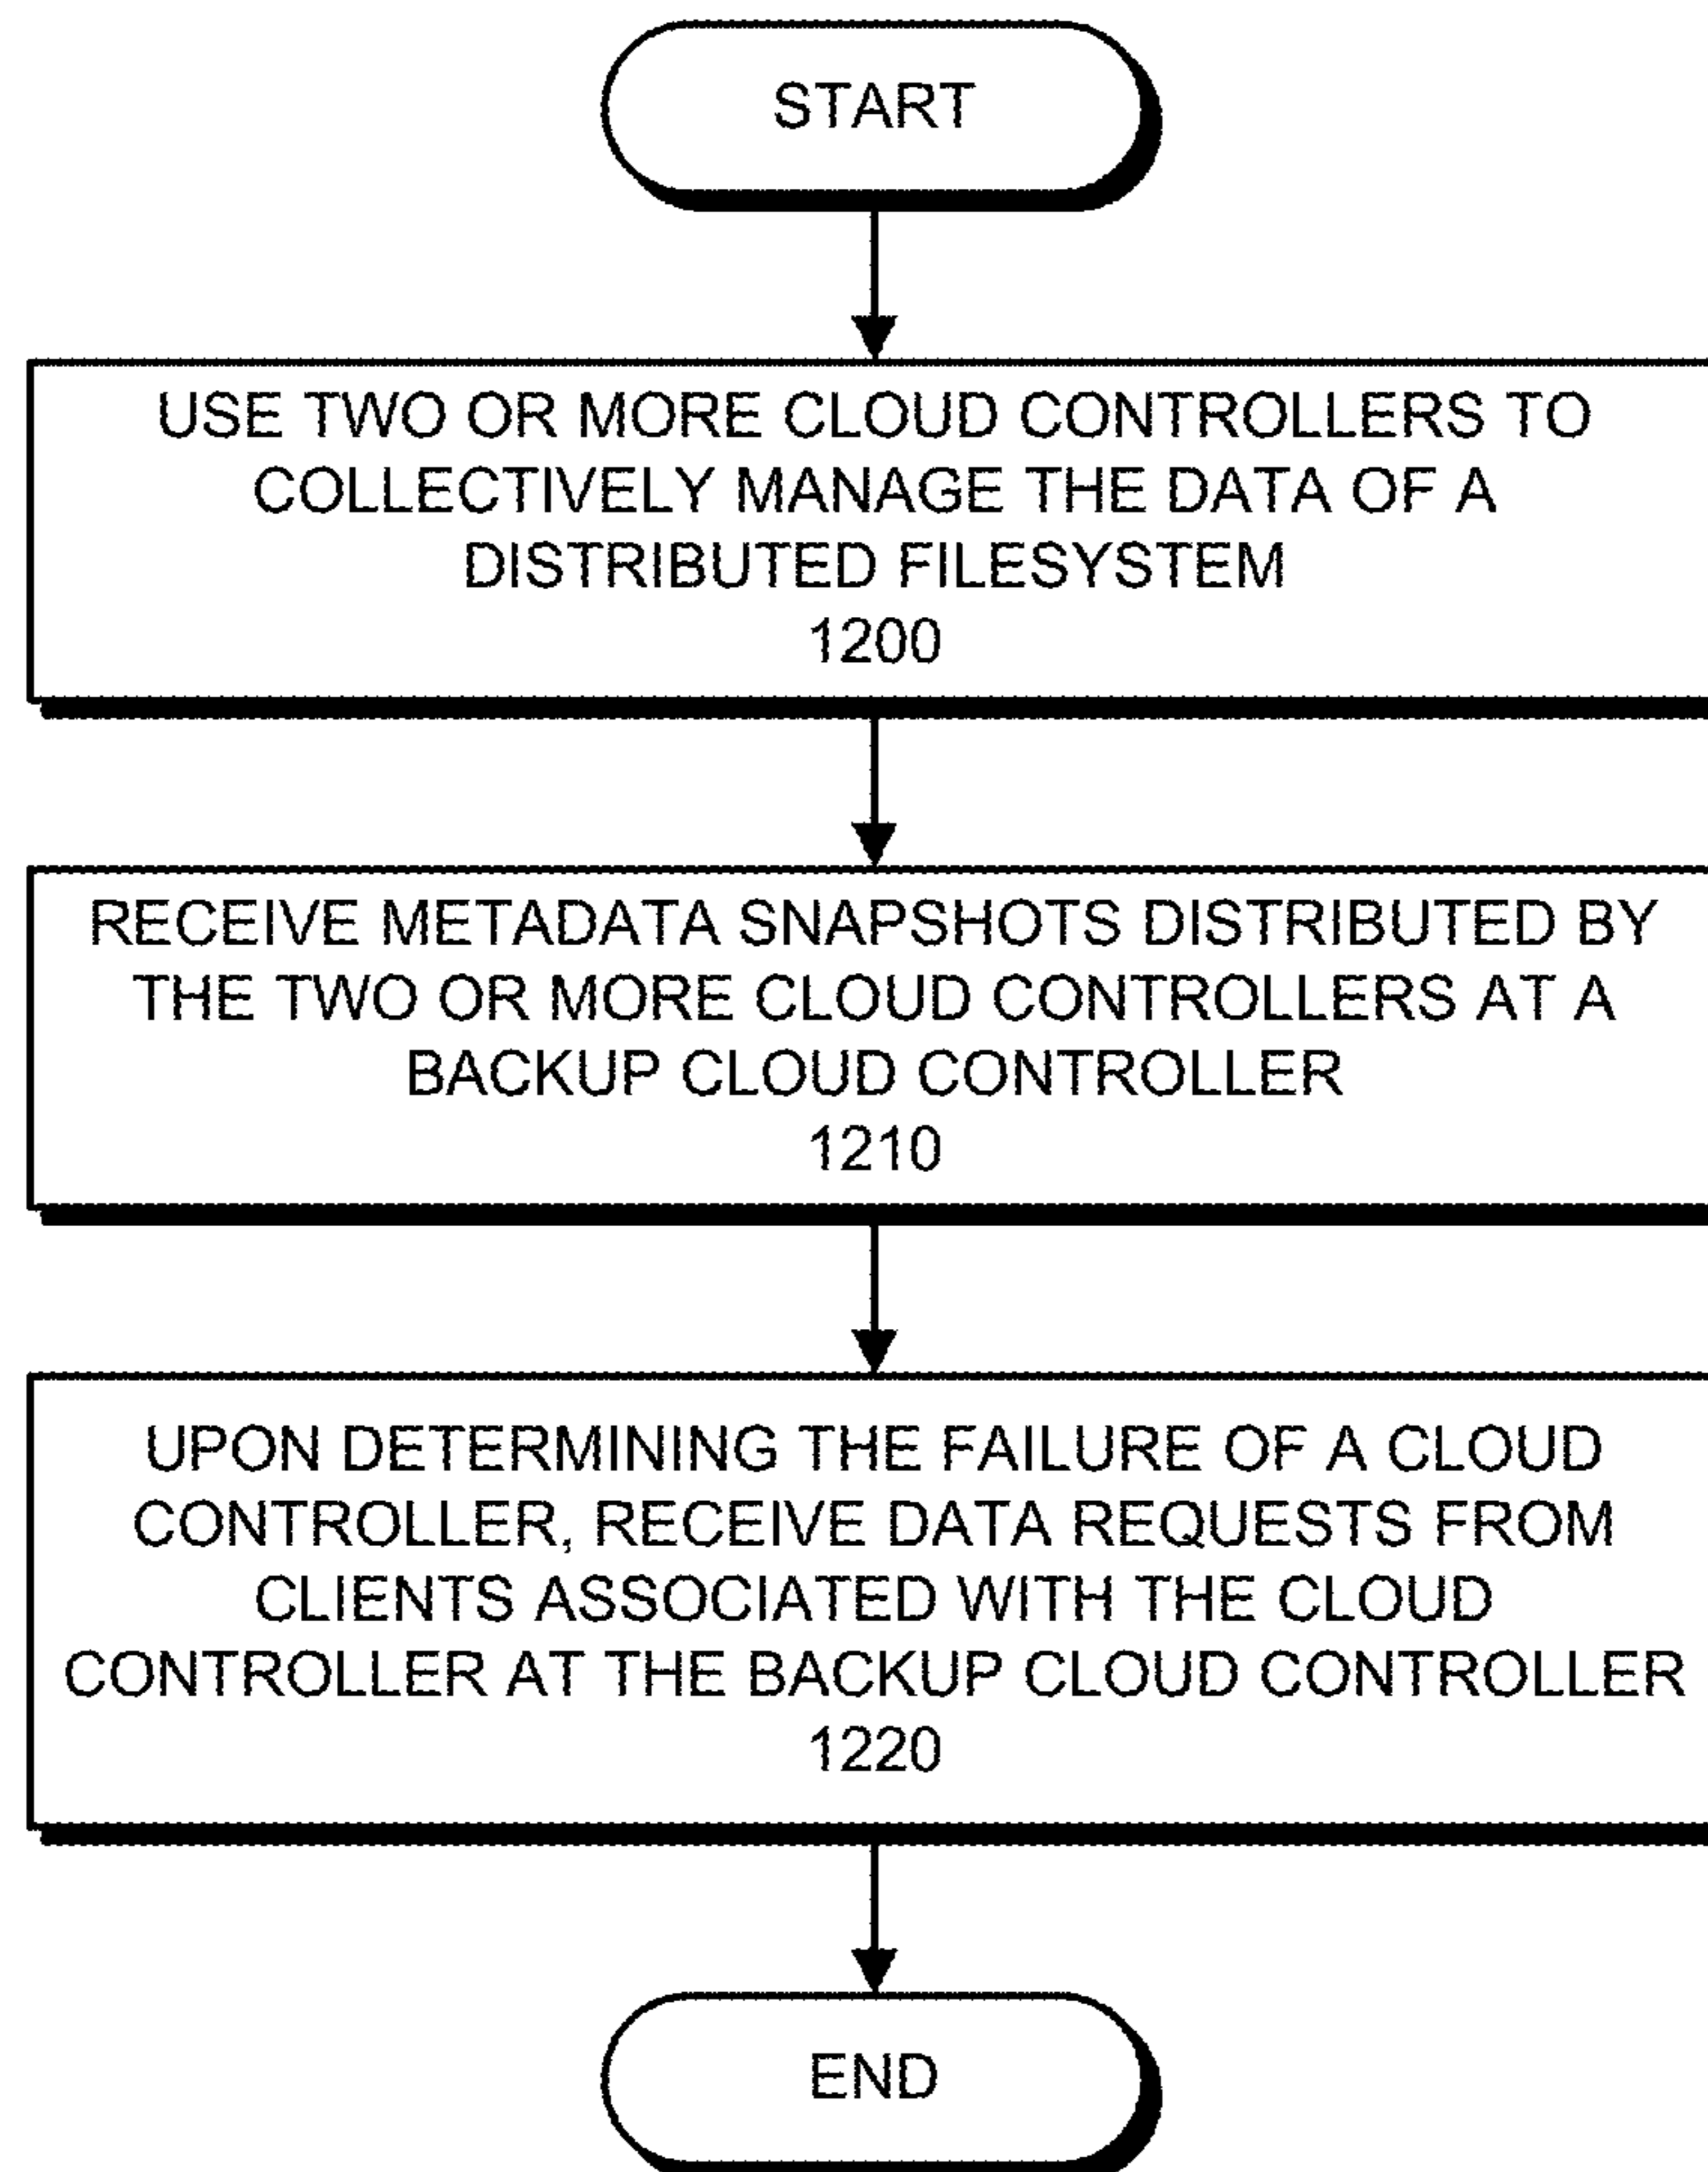 START
USE TWO OR MORE CLOUD CONTROLLERS TO
COLLECTIVELY MANAGE THE DATA OF A
DISTRIBUTED FILESYSTEM
1200
RECEIVE METADATA SNAPSHOTS DISTRIBUTED BY
THE TWO OR MORE CLOUD CONTROLLERS AT A
BACKUP CLOUD CONTROLLER
1210
UPON DETERMINING THE FAILURE OF A CLOUD
CONTROLLER, RECEIVE DATA REQUESTS FROM
CLIENTS ASSOCIATED WITH THE CLOUD
CONTROLLER AT THE BACKUP CLOUD CONTROLLER
1220
END